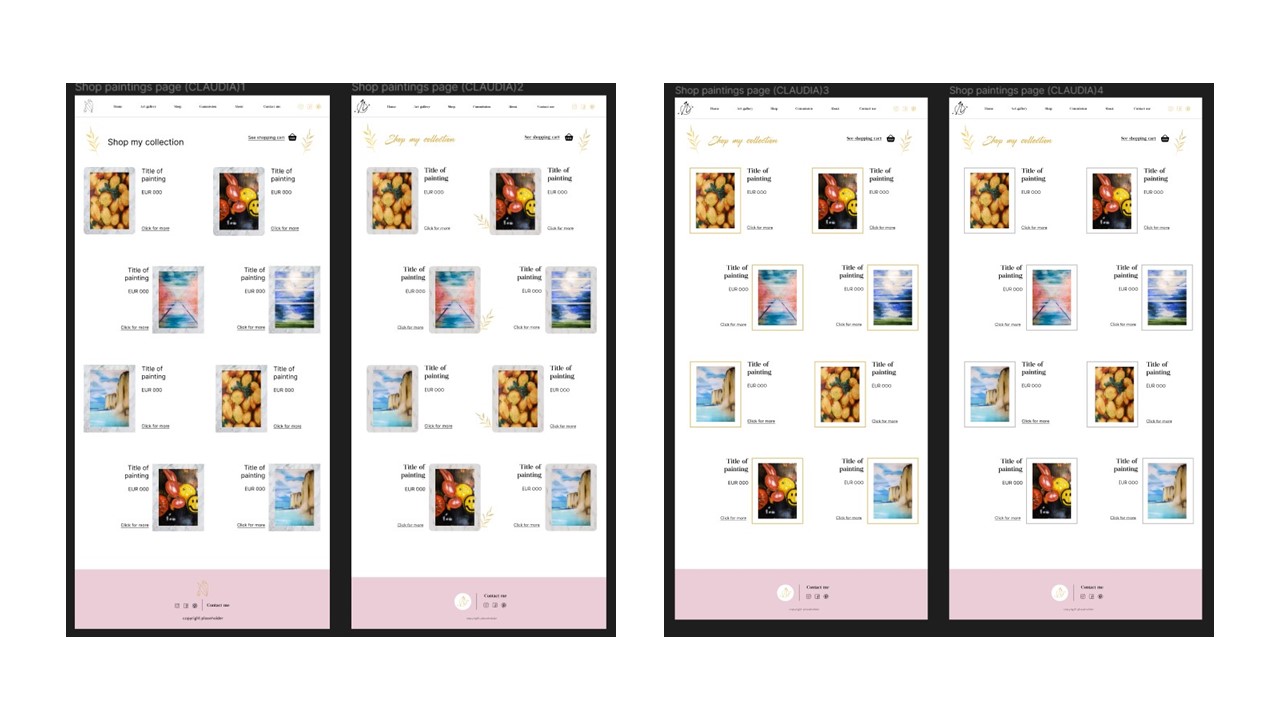 Shop paintings page (CLAUDIA)1
Home Art gallery Shop Commission About Contact me
Shop my collection
See shopping cart
Title of
painting
EUR 000
Click for more
Title of
painting
EUR 000
Click for more
Title of
painting
EUR 000
Click for more
Title of
painting
EUR 000
Click for more
Title of
painting
EUR 000
Click for more
Title of
painting
EUR 000
Click for more
Title of
painting
EUR 000
Click for more
Title of
painting
EUR 000
Click for more
Contact me
copyright placeholder
Shop paintings page (CLAUDIA)2
Home Art gallery Shop Commission About Contact me
Shop my collection
See shopping cart
Title of
painting
EUR 000
Click for more
Title of
painting
EUR 000
Click for more
Title of
painting
EUR 000
Click for more
Title of
painting
EUR 000
Click for more
Title of
painting
EUR 000
Click for more
Title of
painting
EUR 000
Click for more
Title of
painting
EUR 000
Click for more
Title of
painting
EUR 000
Click for more
Contact me
copyright placeholder
Shop paintings page (CLAUDIA)3
Home Art gallery Shop Commission About Contact me
Shop my collection
See shopping cart
Title of
painting
EUR 000
Click for more
Title of
painting
EUR 000
Click for more
Title of
painting
EUR 000
Click for more
Title of
painting
EUR 000
Click for more
Title of
painting
EUR 000
Click for more
Title of
painting
EUR 000
Click for more
Title of
painting
EUR 000
Click for more
Title of
painting
EUR 000
Click for more
Contact me
copyright placeholder
Shop paintings page (CLAUDIA)4
Home Art gallery Shop Commission About Contact me
Shop my collection
See shopping cart
Title of
painting
EUR 000
Click for more
Title of
painting
EUR 000
Click for more
Title of
painting
EUR 000
Click for more
Title of
painting
EUR 000
Click for more
Title of
painting
EUR 000
Click for more
Title of
painting
EUR 000
Click for more
Title of
painting
EUR 000
Click for more
Title of
painting
EUR 000
Click for more
Contact me
copyright placeholder